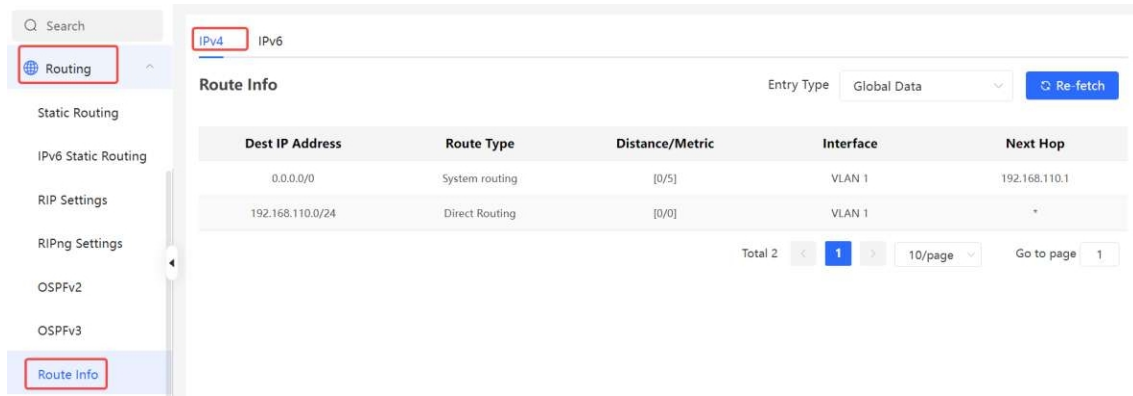 Search
Routing
Static Routing
IPv6 Static Routing
RIP Settings
RIPng Settings
OSPFv2
OSPFv3
Route Info
IPv4 IPv6
Route Info Entry Type Global Data Re-fetch
Dest IP Address Route Type Distance/Metric Interface Next Hop
0.0.0.0/0 System routing [0/5] VLAN 1 192.168.110.1
192.168.110.0/24 Direct Routing [0/0] VLAN 1 *
Total 2 < 1 > 10/page Go to page 1